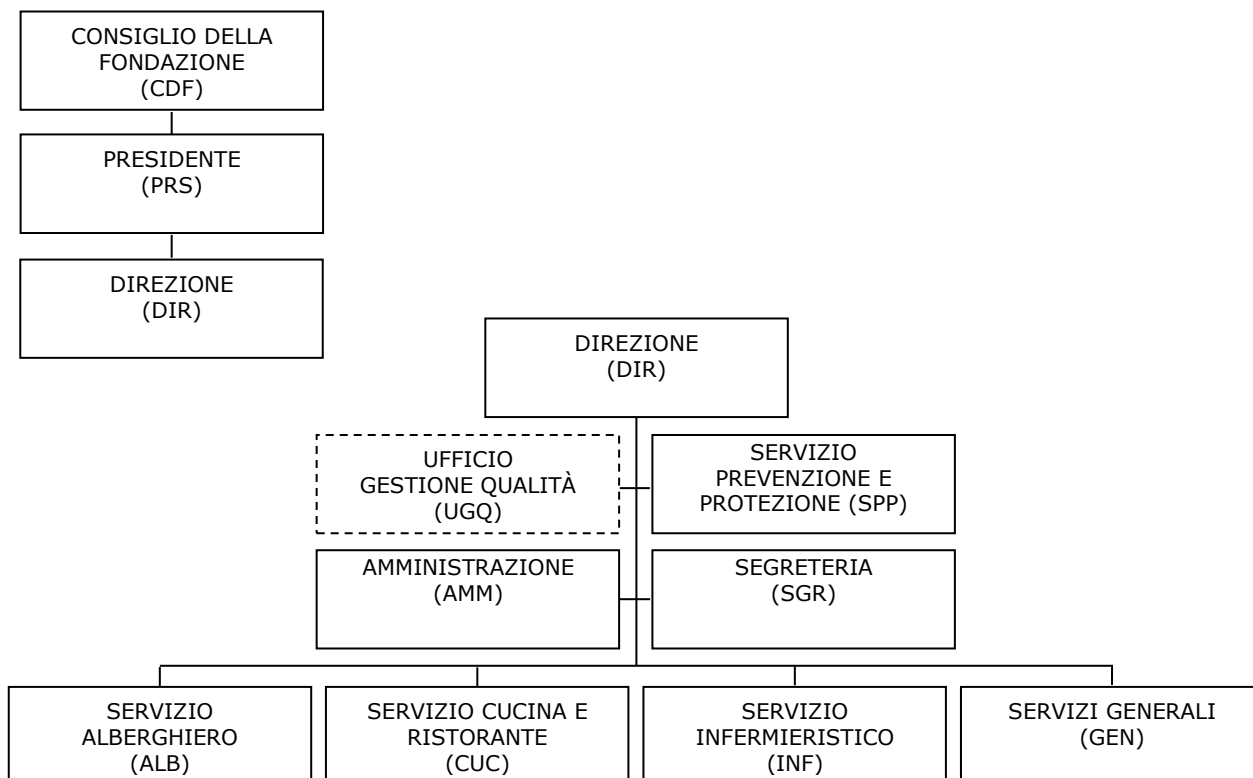 CONSIGLIO DELLA
FONDAZIONE
(CDF)
PRESIDENTE
(PRS)
DIREZIONE
(DIR)
DIREZIONE
(DIR)
UFFICIO
GESTIONE QUALITÀ
(UGQ)
SERVIZIO
PREVENZIONE E
PROTEZIONE (SPP)
AMMINISTRAZIONE
(AMM)
SEGRETERIA
(SGR)
SERVIZIO
ALBERGHIERO
(ALB)
SERVIZIO CUCINA E
RISTORANTE
(CUC)
SERVIZIO
INFERMIERISTICO
(INF)
SERVIZI GENERALI
(GEN)